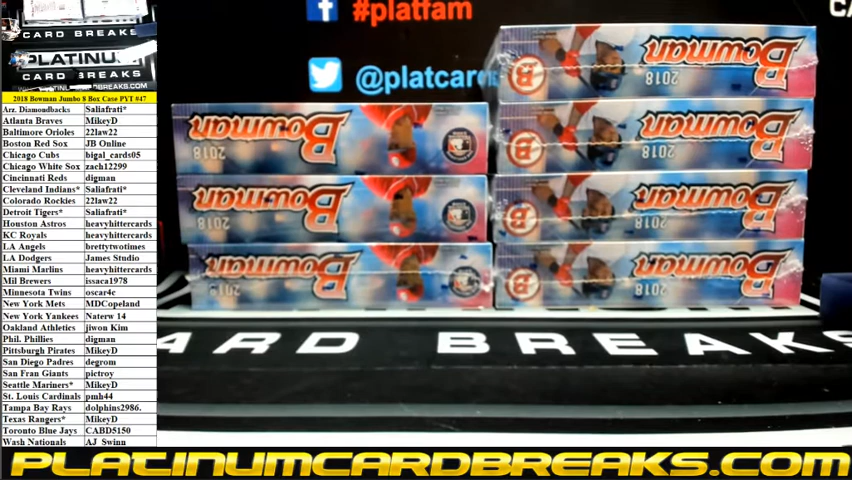 CARD BREAKS
PLATINUM
CARD BREAKS
2018 Bowman Jumbo 8 Box Case PYT #47
Arz. Diamondbacks Saliafrati*
Atlanta Braves MikeyD
Baltimore Orioles 22law22
Boston Red Sox JB Online
Chicago Cubs bigal_cards05
Chicago White Sox zach12299
Cincinnati Reds digman
Cleveland Indians* Saliafrati*
Colorado Rockies 22law22
Detroit Tigers* Saliafrati*
Houston Astros heavyhittercards
KC Royals heavyhittercards
LA Angels brettytwotimes
LA Dodgers James Studio
Miami Marlins heavyhittercards
Mil Brewers issaca1978
Minnesota Twins oscar4c
New York Mets MDCopeland
New York Yankees Naterw 14
Oakland Athletics jiwon Kim
Phil. Phillies digman
Pittsburgh Pirates MikeyD
San Diego Padres degrom
San Fran Giants pictroy
Seattle Mariners* MikeyD
St. Louis Cardinals pmh44
Tampa Bay Rays dolphins2986.
Texas Rangers* MikeyD
Toronto Blue Jays CABD5150
Wash Nationals AJ_Swinn
#platfam
@platcard
CA
Bowman 2018
Bowman 2018
Bowman 2018
Bowman 2018
Bowman 2018
Bowman 2018
Bowman 2018
ARD BREAKS
PLATINUMCARDBREAKS.COM